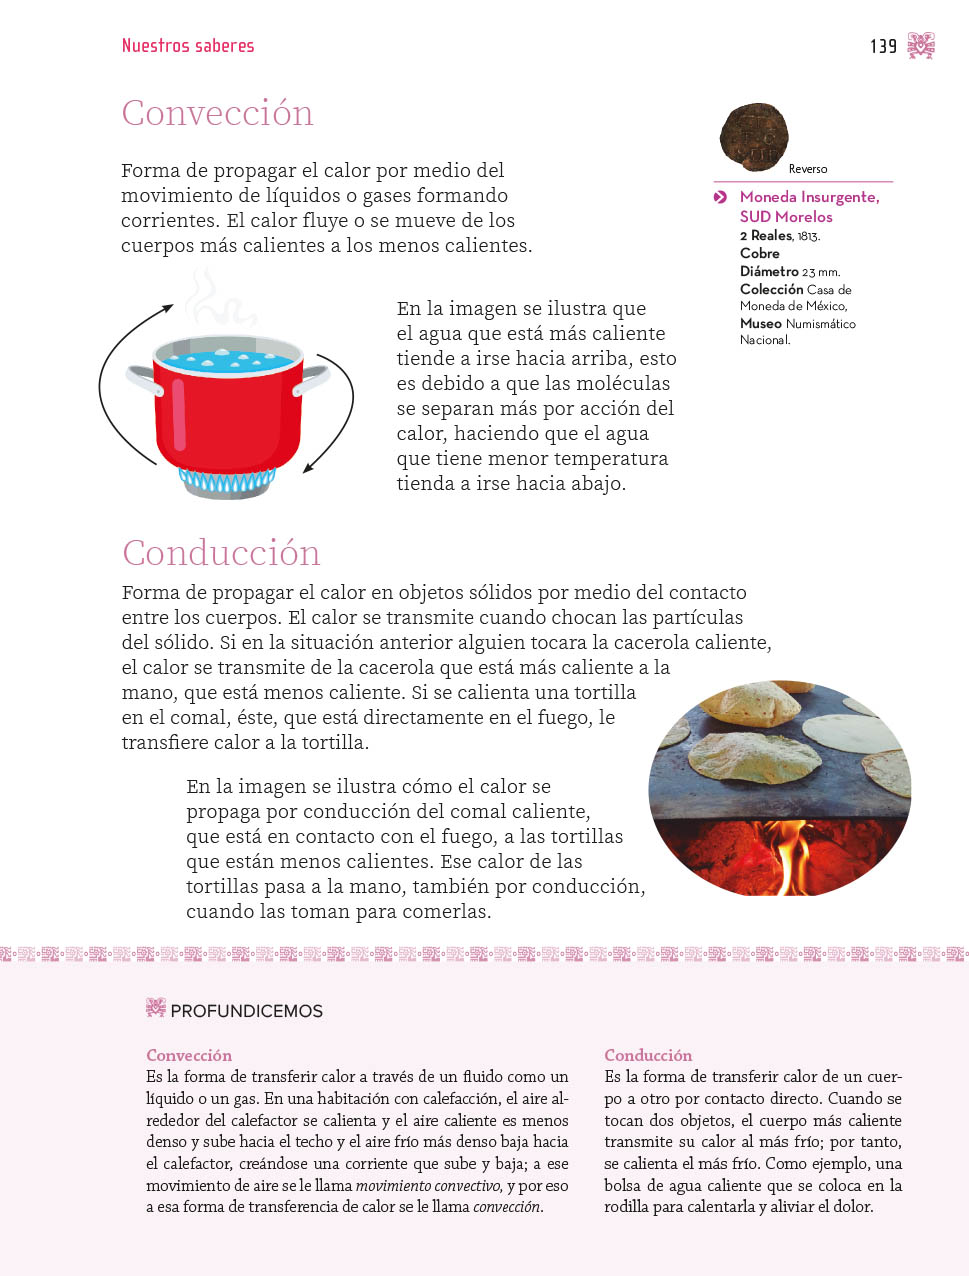 Nuestros saberes
139
Convección
Forma de propagar el calor por medio del
movimiento de líquidos o gases formando
corrientes. El calor fluye o se mueve de los
cuerpos más calientes a los menos calientes.
Reverso
Moneda Insurgente,
SUD Morelos
2 Reales, 1813.
Cobre
Diámetro 23 mm.
Colección Casa de
Moneda de México,
Museo Numismático
Nacional.
En la imagen se ilustra que
el agua que está más caliente
tiende a irse hacia arriba, esto
es debido a que las moléculas
se separan más por acción del
calor, haciendo que el agua
que tiene menor temperatura
tienda a irse hacia abajo.
Conducción
Forma de propagar el calor en objetos sólidos por medio del contacto
entre los cuerpos. El calor se transmite cuando chocan las partículas
del sólido. Si en la situación anterior alguien tocara la cacerola caliente,
el calor se transmite de la cacerola que está más caliente a la
mano, que está menos caliente. Si se calienta una tortilla
en el comal, éste, que está directamente en el fuego, le
transfiere calor a la tortilla.
En la imagen se ilustra cómo el calor se
propaga por conducción del comal caliente,
que está en contacto con el fuego, a las tortillas
que están menos calientes. Ese calor de las
tortillas pasa a la mano, también por conducción,
cuando las toman para comerlas.
PROFUNDICEMOS
Convección
Es la forma de transferir calor a través de un fluido como un
líquido o un gas. En una habitación con calefacción, el aire al-
rededor del calefactor se calienta y el aire caliente es menos
denso y sube hacia el techo y el aire frío más denso baja hacia
el calefactor, creándose una corriente que sube y baja; a ese
movimiento de aire se le llama movimiento convectivo, y por eso
a esa forma de transferencia de calor se le llama convección.
Conducción
Es la forma de transferir calor de un cuer-
po a otro por contacto directo. Cuando se
tocan dos objetos, el cuerpo más caliente
transmite su calor al más frío; por tanto,
se calienta el más frío. Como ejemplo, una
bolsa de agua caliente que se coloca en la
rodilla para calentarla y aliviar el dolor.